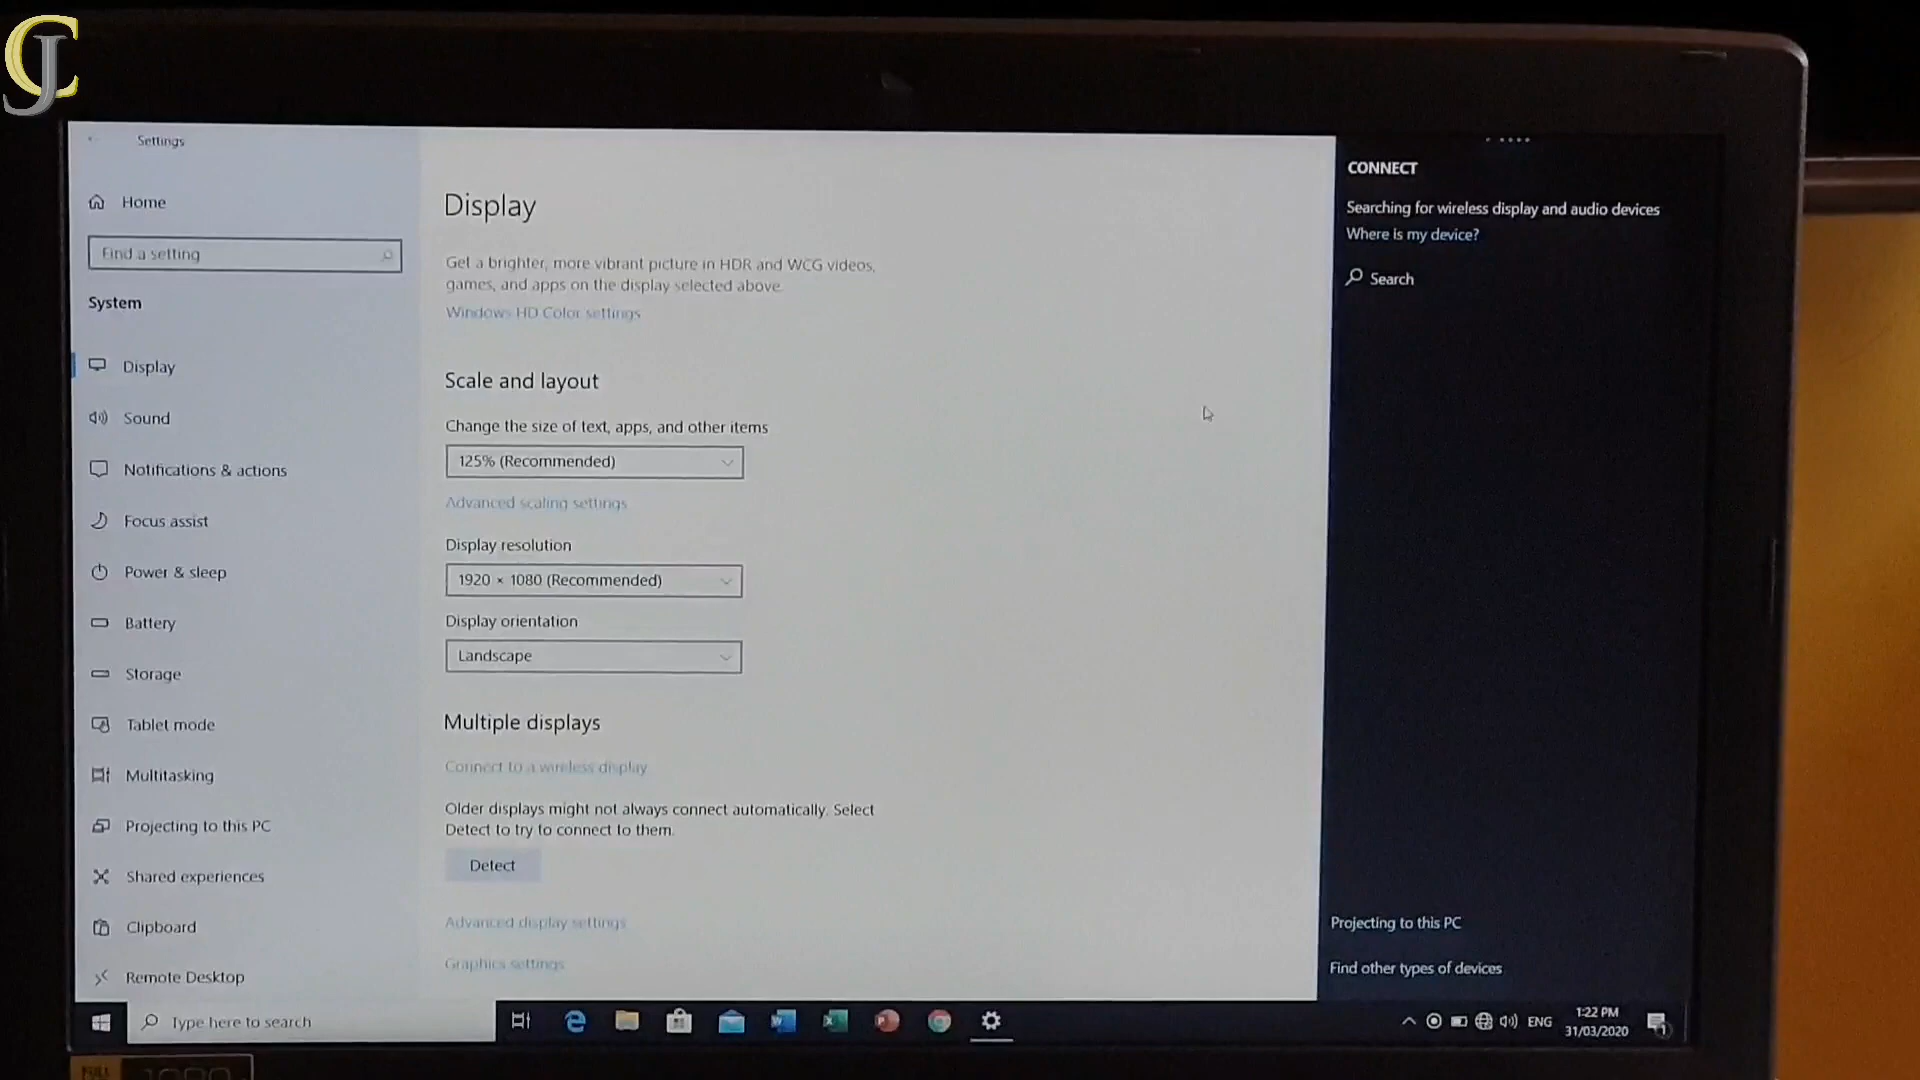 CJ
Settings
Home
Find a setting
System
Display
Sound
Notifications & actions
Focus assist
Power & sleep
Battery
Storage
Tablet mode
Multitasking
Projecting to this PC
Shared experiences
Clipboard
Remote Desktop
Display
Get a brighter, more vibrant picture in HDR and WCG videos,
games, and apps on the display selected above.
Windows HD Color settings
Scale and layout
Change the size of text, apps, and other items
125% (Recommended)
Advanced scaling settings
Display resolution
1920 × 1080 (Recommended)
Display orientation
Landscape
Multiple displays
Connect to a wireless display
Older displays might not always connect automatically. Select
Detect to try to connect to them.
Detect
Advanced display settings
Graphics settings
CONNECT
Searching for wireless display and audio devices
Where is my device?
Search
Projecting to this PC
Find other types of devices
Type here to search
ENG
1:22 PM
31/03/2020
FULL
1080